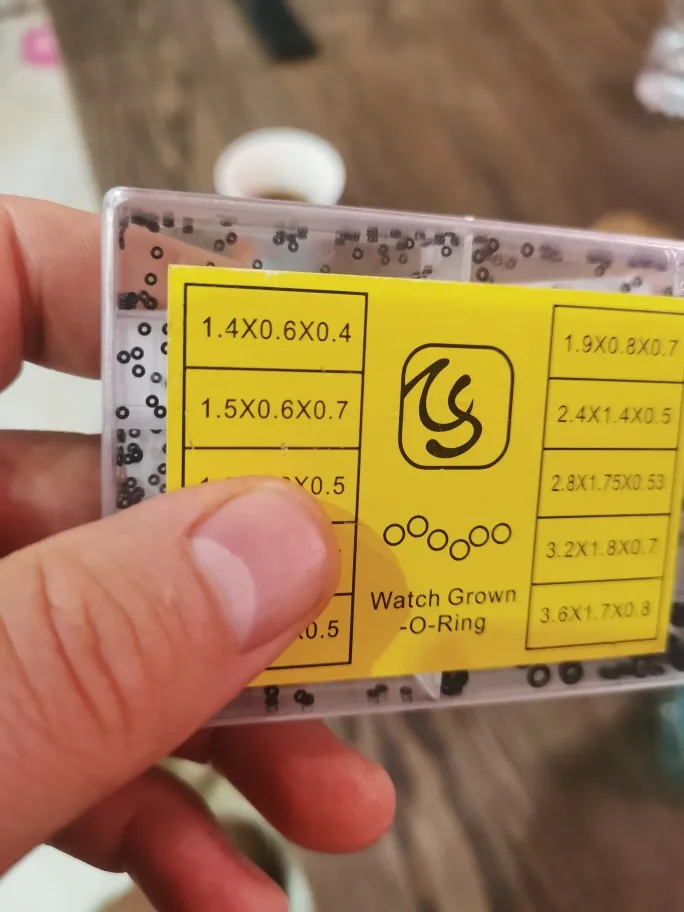 1.4X0.6X0.4
1.5X0.6X0.7
X0.5
X0.5
Watch Grown
-O-Ring
1.9X0.8X0.7
2.4X1.4X0.5
2.8X1.75X0.53
3.2X1.8X0.7
3.6X1.7X0.8